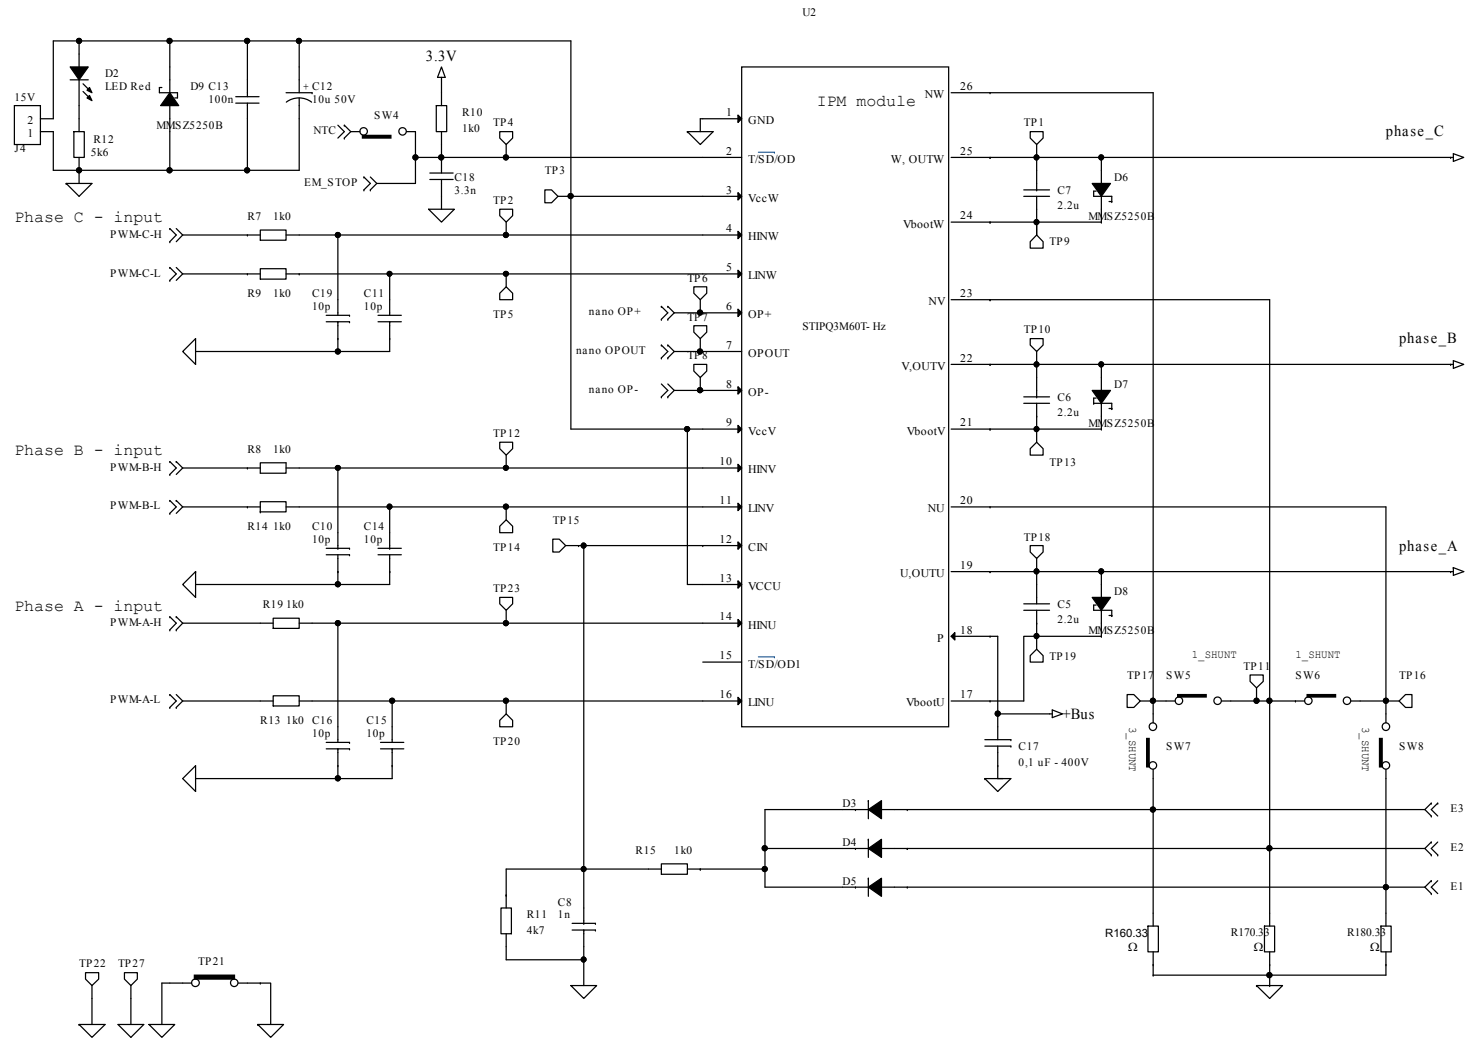 U2
15V
2
1
J4
D2
LED Red
R12
5k6
D9
MMSZ5250B
C13
100n
+ C12
10u 50V
3.3V
R10
1k0
NTC
SW4
TP4
EM_STOP
C18
3.3n
TP3
TP2
Phase C - input
PWM-C-H
R7 1k0
PWM-C-L
R9 1k0
C19
10p
C11
10p
TP5
TP6
nano OP+
TP7
nano OPOUT
TP8
nano OP-
Phase B - input
PWM-B-H
R8 1k0
TP12
PWM-B-L
R14 1k0
C10
10p
C14
10p
TP14
TP15
Phase A - input
PWM-A-H
R19 1k0
TP23
PWM-A-L
R13 1k0
C16
10p
C15
10p
TP20
IPM module
STIPQ3M60T- Hz
1 GND
2 T/SD/OD
3 VccW
4 HINW
5 LINW
6 OP+
7 OPOUT
8 OP-
9 VccV
10 HINV
11 LINV
12 CIN
13 VCCU
14 HINU
15 T/SD/OD1
16 LINU
NW 26
W, OUTW 25
VbootW 24
NV 23
V,OUTV 22
VbootV 21
NU 20
U,OUTU 19
P 18
VbootU 17
TP1
C7
2.2u
D6
MMSZ5250B
TP9
phase_C
TP10
C6
2.2u
D7
MMSZ5250B
TP13
phase_B
TP18
C5
2.2u
D8
MMSZ5250B
TP19
phase_A
+Bus
C17
0,1 uF - 400V
1_SHUNT
1_SHUNT
TP17
SW5
TP11
SW6
TP16
3_SHUNT
SW7
3_SHUNT
SW8
D3
E3
D4
E2
D5
E1
R15 1k0
R11
4k7
C8
1n
R160.33
Ω
R170.33
Ω
R180.33
Ω
TP22
TP27
TP21